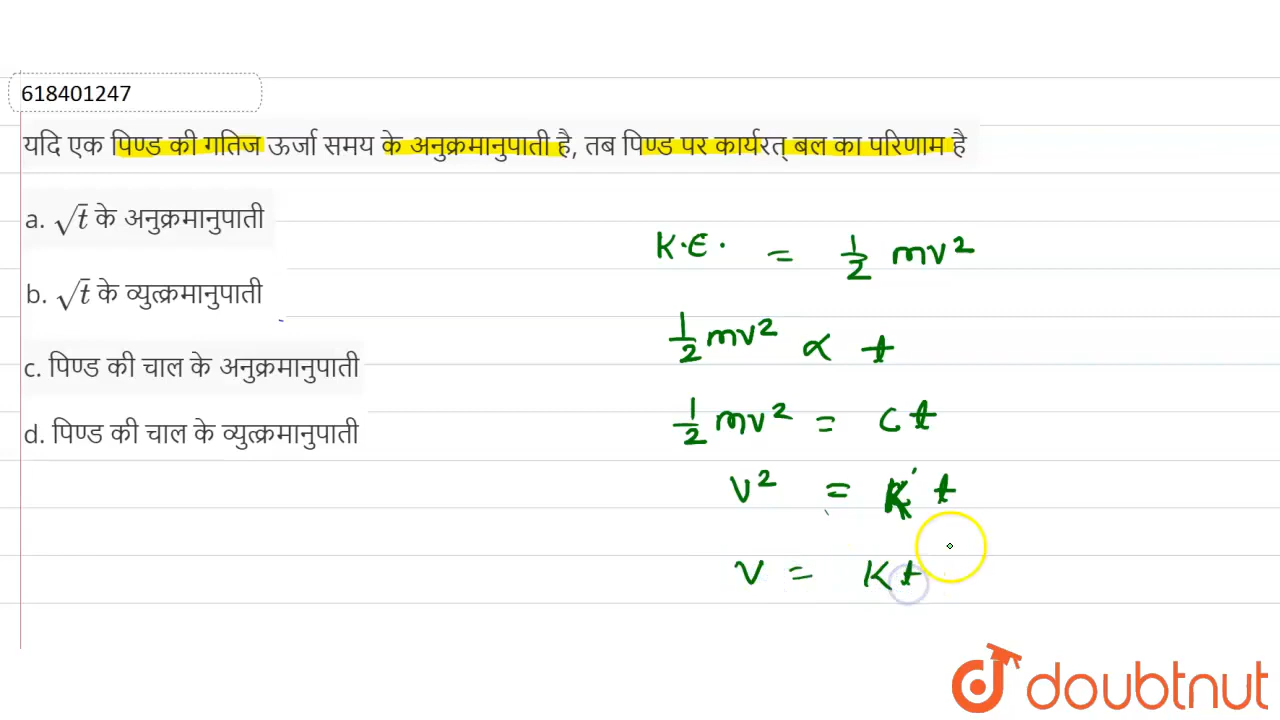 618401247
यदि एक पिण्ड की गतिज ऊर्जा समय के अनुक्रमानुपाती है, तब पिण्ड पर कार्यरत् बल का परिणाम है
a. √t के अनुक्रमानुपाती
b. √t के व्युत्क्रमानुपाती
c. पिण्ड की चाल के अनुक्रमानुपाती
d. पिण्ड की चाल के व्युत्क्रमानुपाती
K.E. = 1/2 mv²
1/2 mv² ∝ t
1/2 mv² = ct
v² = K' t
v = Kt
doubtnut